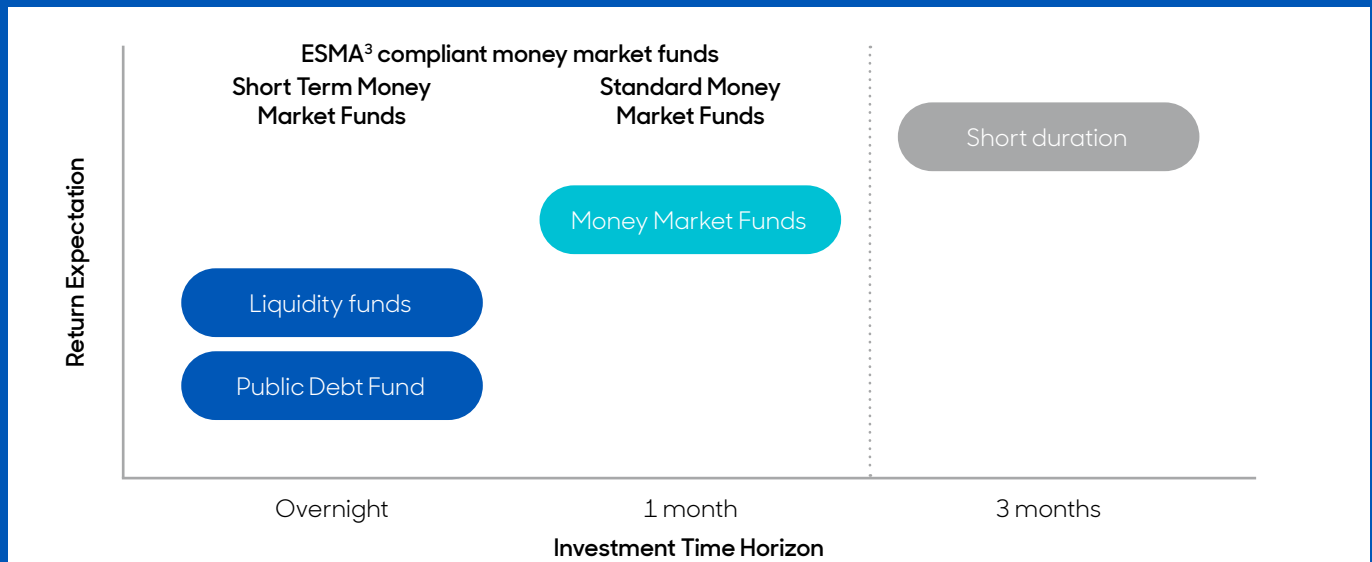 ESMA³ compliant money market funds
Short Term Money
Market Funds
Standard Money
Market Funds
Short duration
Money Market Funds
Liquidity funds
Public Debt Fund
Return Expectation
Overnight
1 month
3 months
Investment Time Horizon